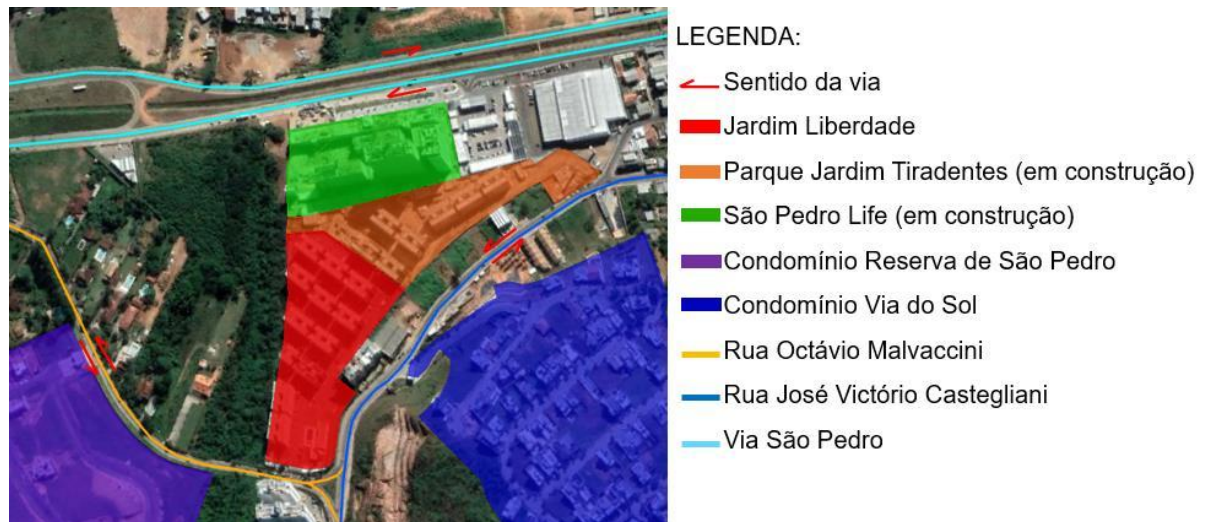 LEGENDA:
Sentido da via
Jardim Liberdade
Parque Jardim Tiradentes (em construção)
São Pedro Life (em construção)
Condomínio Reserva de São Pedro
Condomínio Via do Sol
Rua Octávio Malvaccini
Rua José Victório Castegliani
Via São Pedro